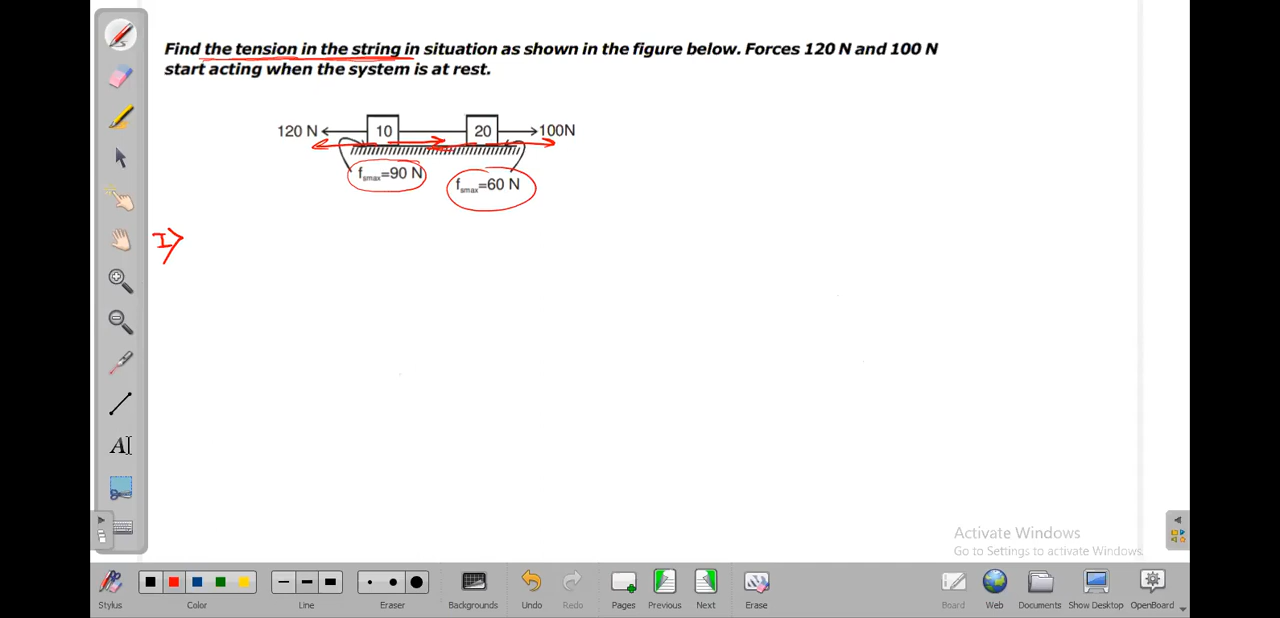 Find the tension in the string in situation as shown in the figure below. Forces 120 N and 100 N
start acting when the system is at rest.
120 N 10 20 100N
f_smax=90 N
f_smax=60 N
I>
A
Activate Windows
Go to Settings to activate Windows.
Stylus Color Line Eraser Backgrounds Undo Redo Pages Previous Next Erase Board Web Documents Show Desktop OpenBoard